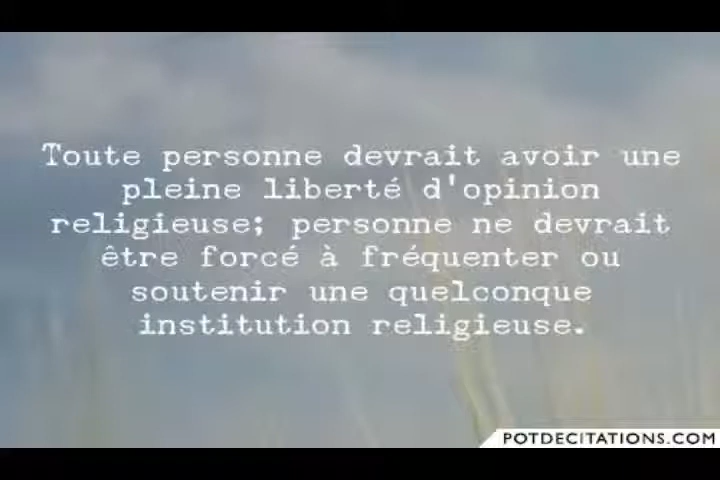 Toute personne devrait avoir une
pleine liberté d'opinion
religieuse; personne ne devrait
être forcé à fréquenter ou
soutenir une quelconque
institution religieuse.
POTDECITATIONS.COM